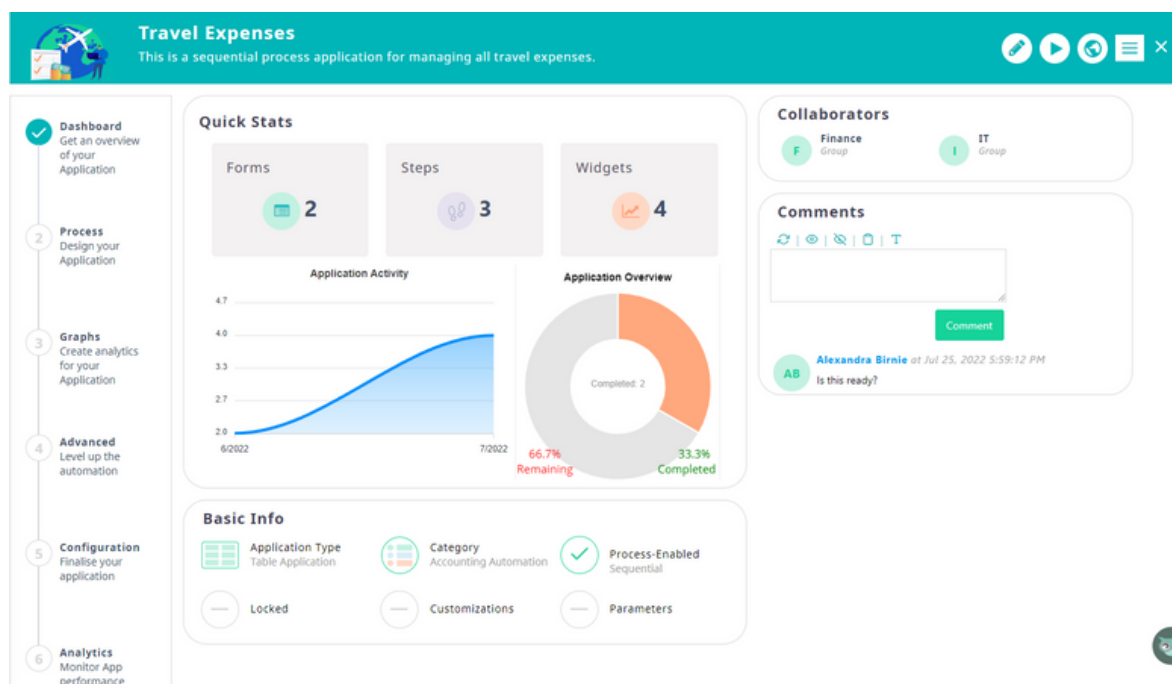 Travel Expenses
This is a sequential process application for managing all travel expenses.
Dashboard
Get an overview
of your
Application
2
Process
Design your
Application
3
Graphs
Create analytics
for your
Application
4
Advanced
Level up the
automation
5
Configuration
Finalise your
application
6
Analytics
Monitor App
performance
Quick Stats
Forms
2
Steps
3
Widgets
4
Application Activity
4.7
4.0
3.3
2.7
2.0
6/2022
7/2022
Application Overview
Completed: 2
66.7%
Remaining
33.3%
Completed
Basic Info
Application Type
Table Application
Category
Accounting Automation
Process-Enabled
Sequential
Locked
Customizations
Parameters
Collaborators
F
Finance
Group
I
IT
Group
Comments
Comment
AB
Alexandra Birnie at Jul 25, 2022 5:59:12 PM
Is this ready?